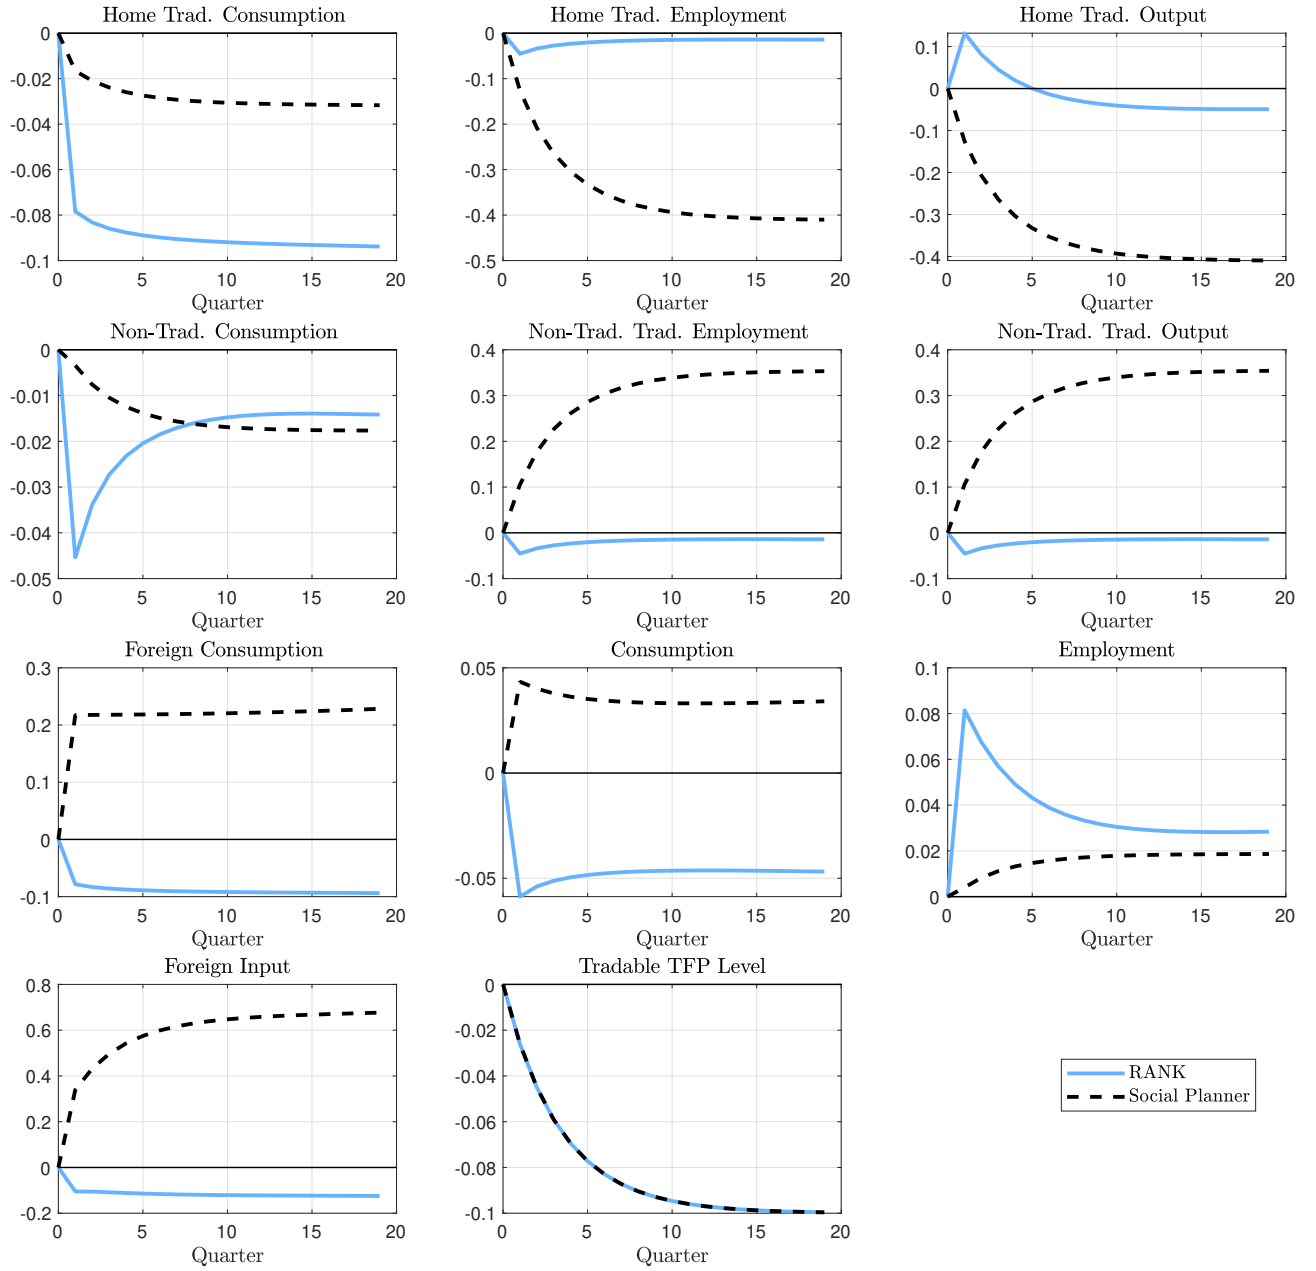 Home Trad. Consumption
0
-0.02
-0.04
-0.06
-0.08
-0.1
0 5 10 15 20
Quarter
Home Trad. Employment
0
-0.1
-0.2
-0.3
-0.4
-0.5
0 5 10 15 20
Quarter
Home Trad. Output
0.1
0
-0.1
-0.2
-0.3
-0.4
0 5 10 15 20
Quarter
Non-Trad. Consumption
0
-0.01
-0.02
-0.03
-0.04
-0.05
0 5 10 15 20
Quarter
Non-Trad. Trad. Employment
0.4
0.3
0.2
0.1
0
-0.1
0 5 10 15 20
Quarter
Non-Trad. Trad. Output
0.4
0.3
0.2
0.1
0
-0.1
0 5 10 15 20
Quarter
Foreign Consumption
0.3
0.2
0.1
0
-0.1
0 5 10 15 20
Quarter
Consumption
0.05
0
-0.05
0 5 10 15 20
Quarter
Employment
0.1
0.08
0.06
0.04
0.02
0
0 5 10 15 20
Quarter
Foreign Input
0.8
0.6
0.4
0.2
0
-0.2
0 5 10 15 20
Quarter
Tradable TFP Level
0
-0.02
-0.04
-0.06
-0.08
-0.1
0 5 10 15 20
Quarter
RANK
Social Planner